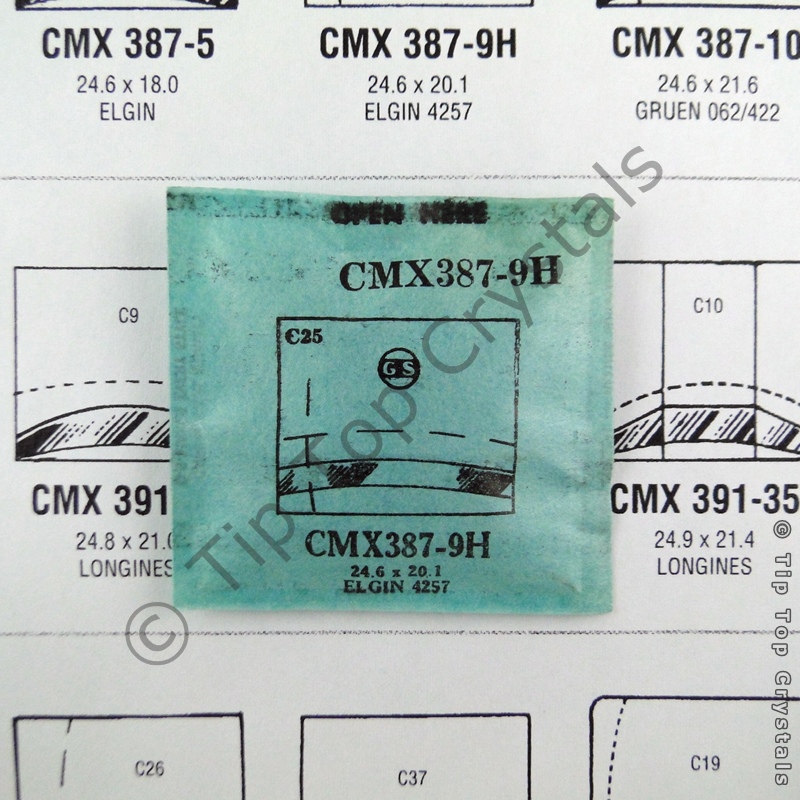 CMX 387-5
24.6 x 18.0
ELGIN
CMX 387-9H
24.6 x 20.1
ELGIN 4257
CMX 387-10
24.6 x 21.6
GRUEN 062/422
OPEN HERE
CMX387-9H
C25
GS
CMX387-9H
24.6 x 20.1
ELGIN 4257
C9
CMX 391
24.8 x 21.0
LONGINES
C10
CMX 391-35
24.9 x 21.4
LONGINES
C26
C37
C19
© Tip Top Crystals
© Tip Top Crystals